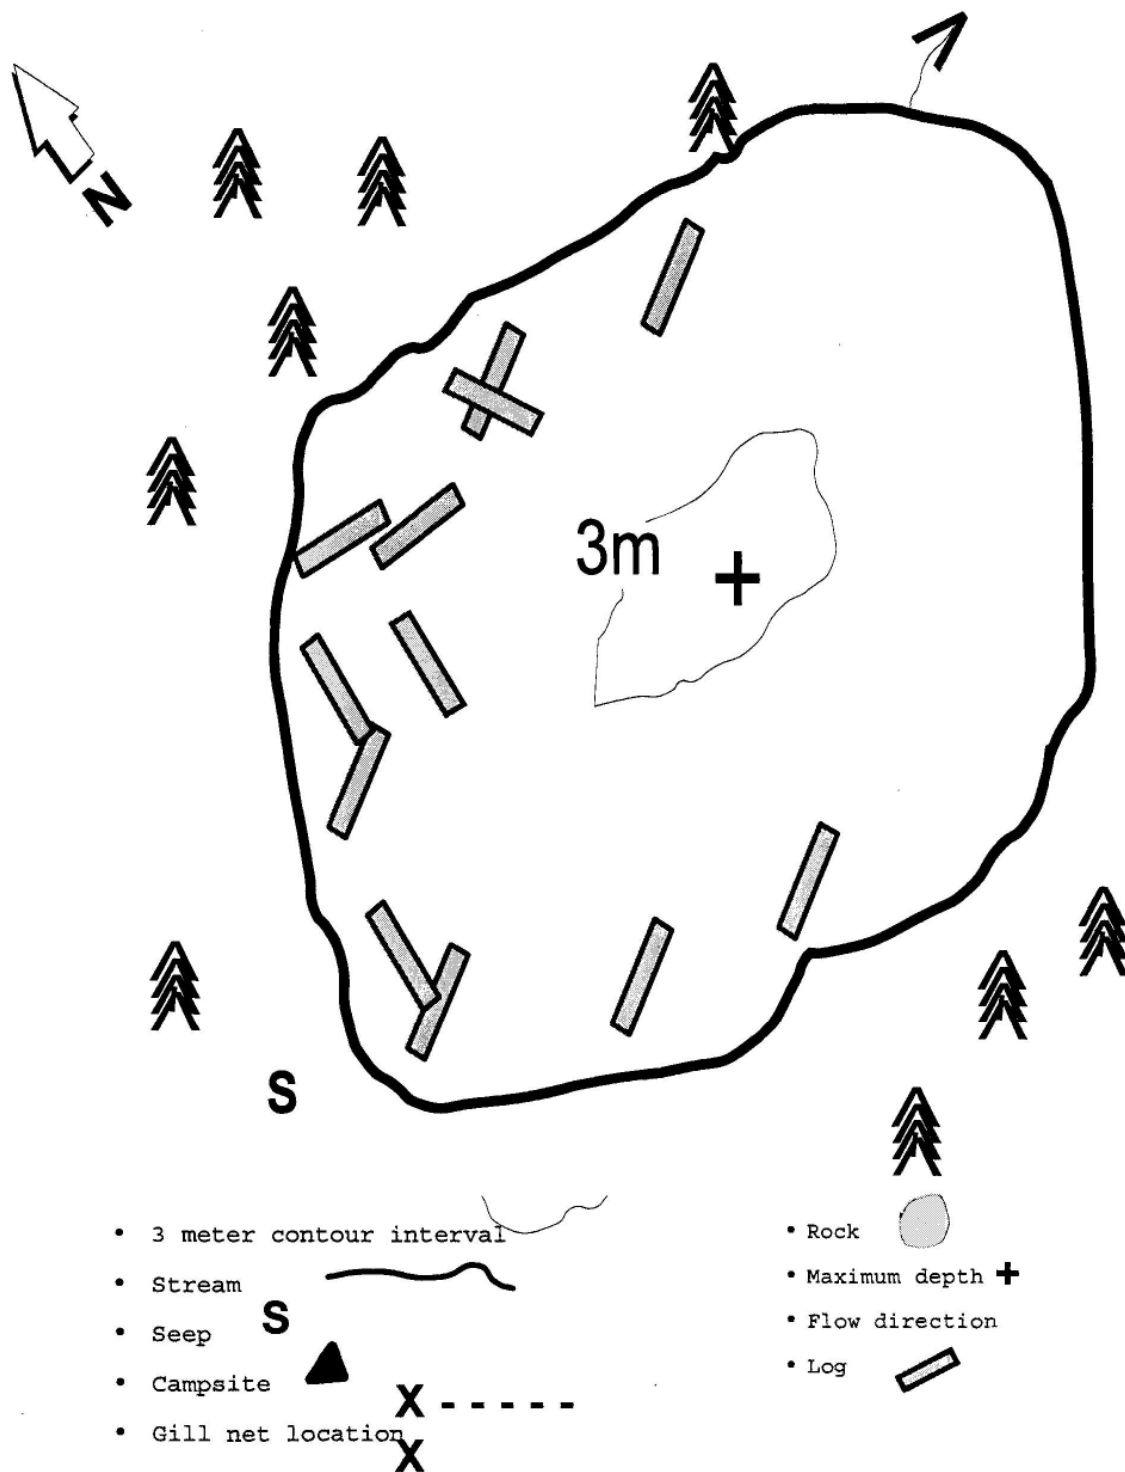 N
3m
+
S
• 3 meter contour interval
• Stream
• Seep S
• Campsite
• Gill net location X - - - - - X
• Rock
• Maximum depth +
• Flow direction
• Log